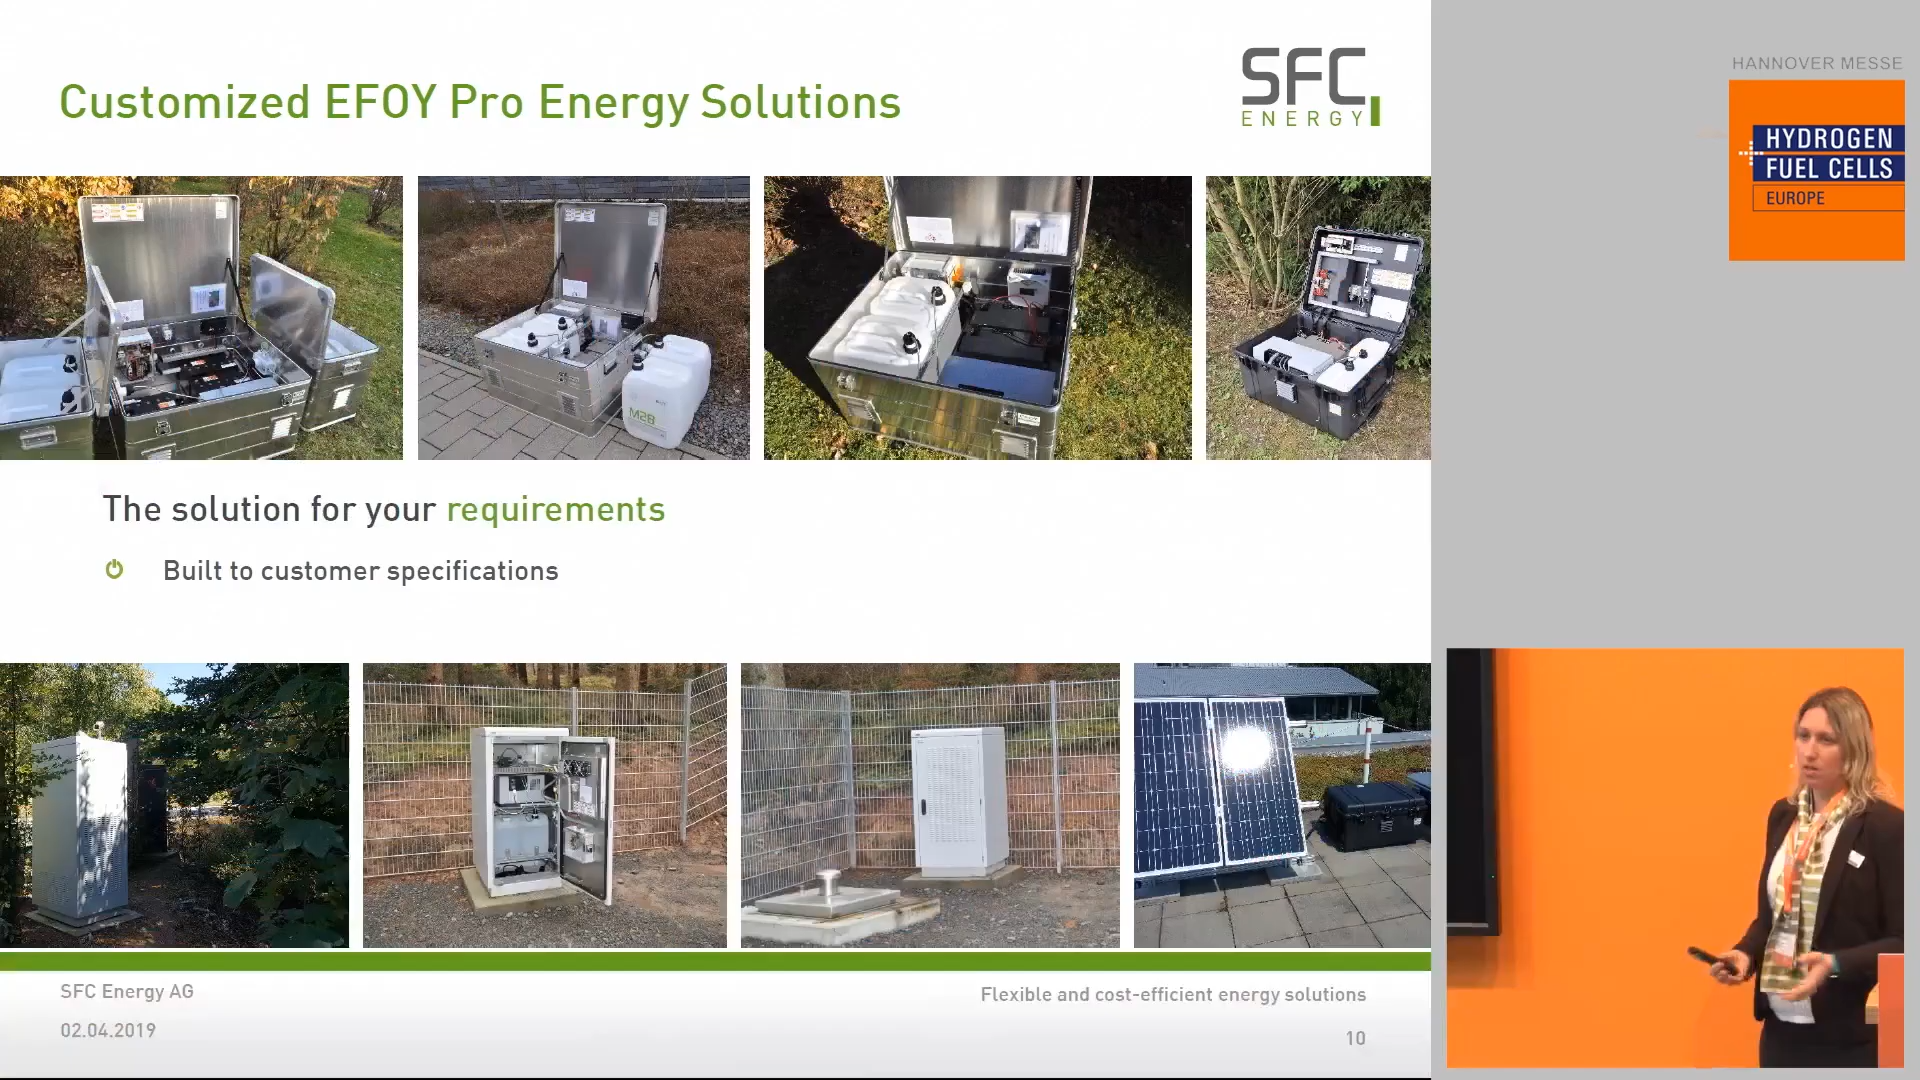 Customized EFOY Pro Energy Solutions
SFC
ENERGY
HANNOVER MESSE
HYDROGEN
FUEL CELLS
EUROPE
M28
The solution for your requirements
Built to customer specifications
SFC Energy AG
Flexible and cost-efficient energy solutions
02.04.2019
10